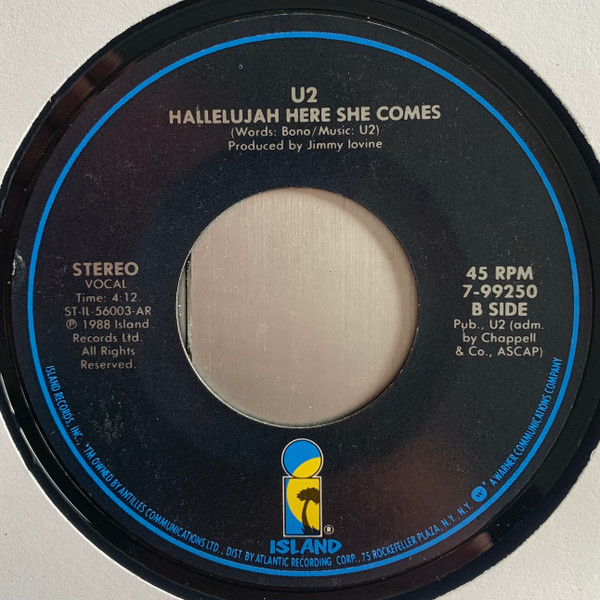 U2
HALLELUJAH HERE SHE COMES
(Words: Bono/Music: U2)
Produced by Jimmy Iovine
STEREO
VOCAL
Time: 4:12
ST-IL-56003-AR
℗ 1988 Island
Records Ltd.
All Rights
Reserved.
45 RPM
7-99250
B SIDE
Pub., U2 (adm.
by Chappell
& Co., ASCAP)
ISLAND ®
ISLAND RECORDS, INC., *TM OWNED BY ANTILLES COMMUNICATIONS LTD., DIST. BY ATLANTIC RECORDING CORP., 75 ROCKEFELLER PLAZA, N.Y., N.Y. A WARNER COMMUNICATIONS COMPANY